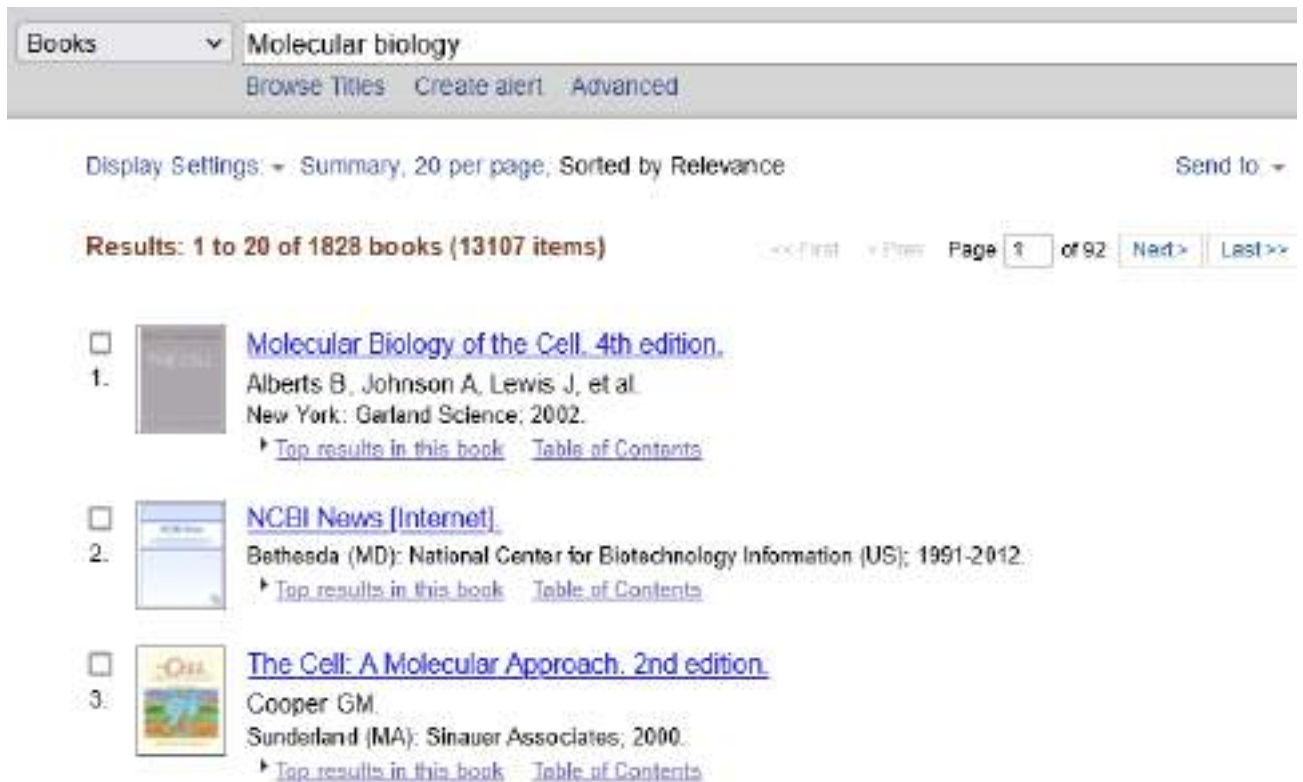 Books Molecular biology
Browse Titles Create alert Advanced
Display Settings: Summary, 20 per page, Sorted by Relevance Send to:
Results: 1 to 20 of 1828 books (13107 items) << First < Prev Page 1 of 92 Next > Last >>
Molecular Biology of the Cell. 4th edition.
1.
Alberts B, Johnson A, Lewis J, et al.
New York: Garland Science; 2002.
Top results in this book Table of Contents
NCBI News [Internet].
2.
Bethesda (MD): National Center for Biotechnology Information (US); 1991-2012.
Top results in this book Table of Contents
The Cell: A Molecular Approach. 2nd edition.
3.
Cooper GM.
Sunderland (MA): Sinauer Associates; 2000.
Top results in this book Table of Contents